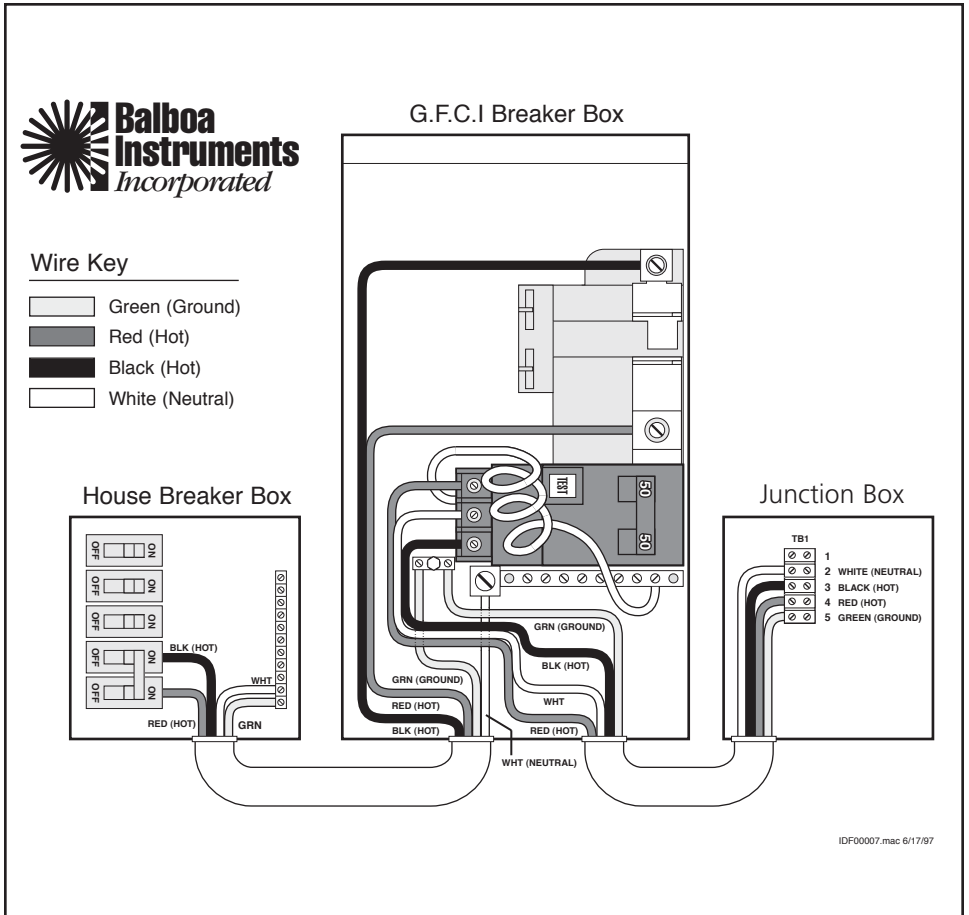 Balboa
Instruments
Incorporated
G.F.C.I Breaker Box
Wire Key
Green (Ground)
Red (Hot)
Black (Hot)
White (Neutral)
House Breaker Box
OFF ON
OFF ON
OFF ON
OFF ON
OFF ON
BLK (HOT)
WHT
RED (HOT)
GRN
TEST
50
50
GRN (GROUND)
BLK (HOT)
GRN (GROUND)
WHT
RED (HOT)
RED (HOT)
BLK (HOT)
WHT (NEUTRAL)
Junction Box
TB1
1
2 WHITE (NEUTRAL)
3 BLACK (HOT)
4 RED (HOT)
5 GREEN (GROUND)
IDF00007.mac 6/17/97